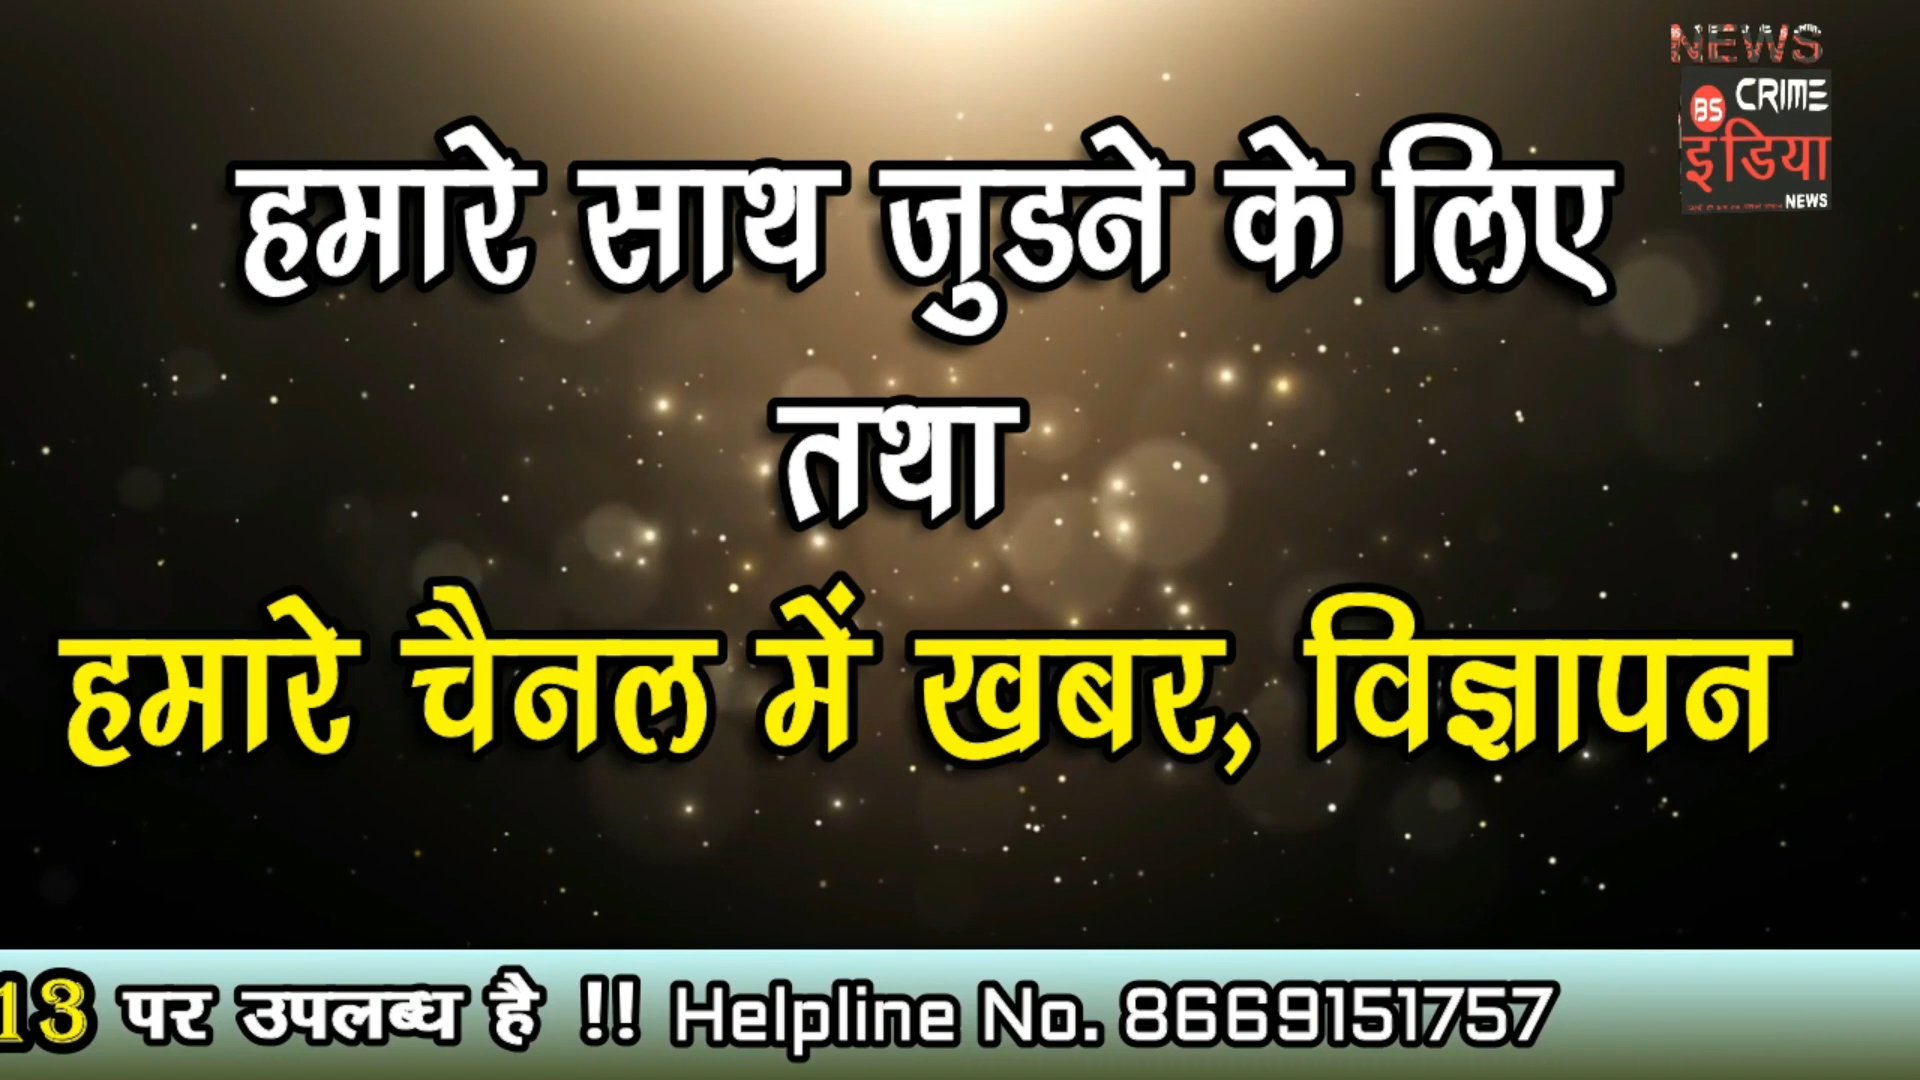 NEWS
BS CRIME
इंडिया
NEWS
हमारे साथ जुडने के लिए
तथा
हमारे चैनल में खबर, विज्ञापन
13 पर उपलब्ध है !! Helpline No. 8669151757